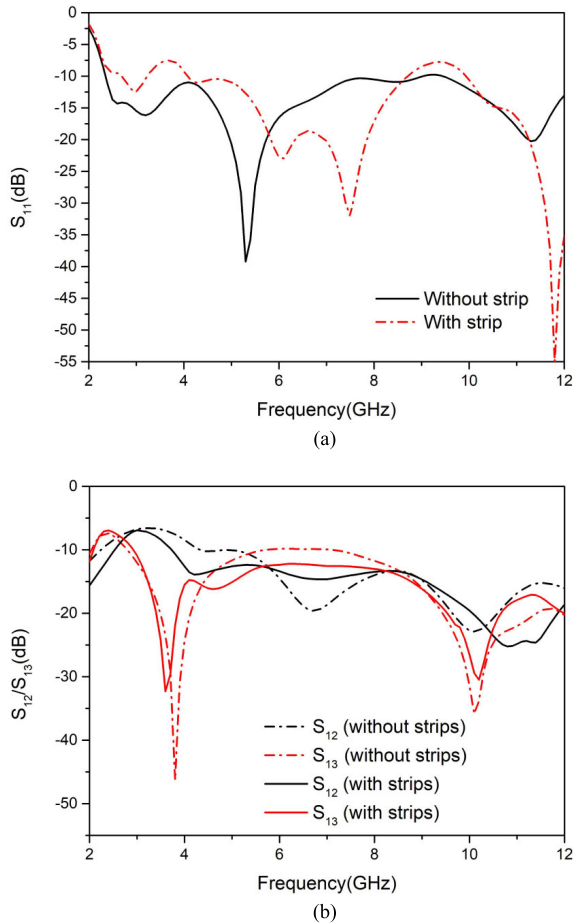 0
-5
-10
-15
-20
-25
-30
-35
-40
-45
-50
-55
S11(dB)
Without strip
With strip
2 4 6 8 10 12
Frequency(GHz)
(a)
0
-10
-20
-30
-40
-50
S12/S13(dB)
S12 (without strips)
S13 (without strips)
S12 (with strips)
S13 (with strips)
2 4 6 8 10 12
Frequency(GHz)
(b)